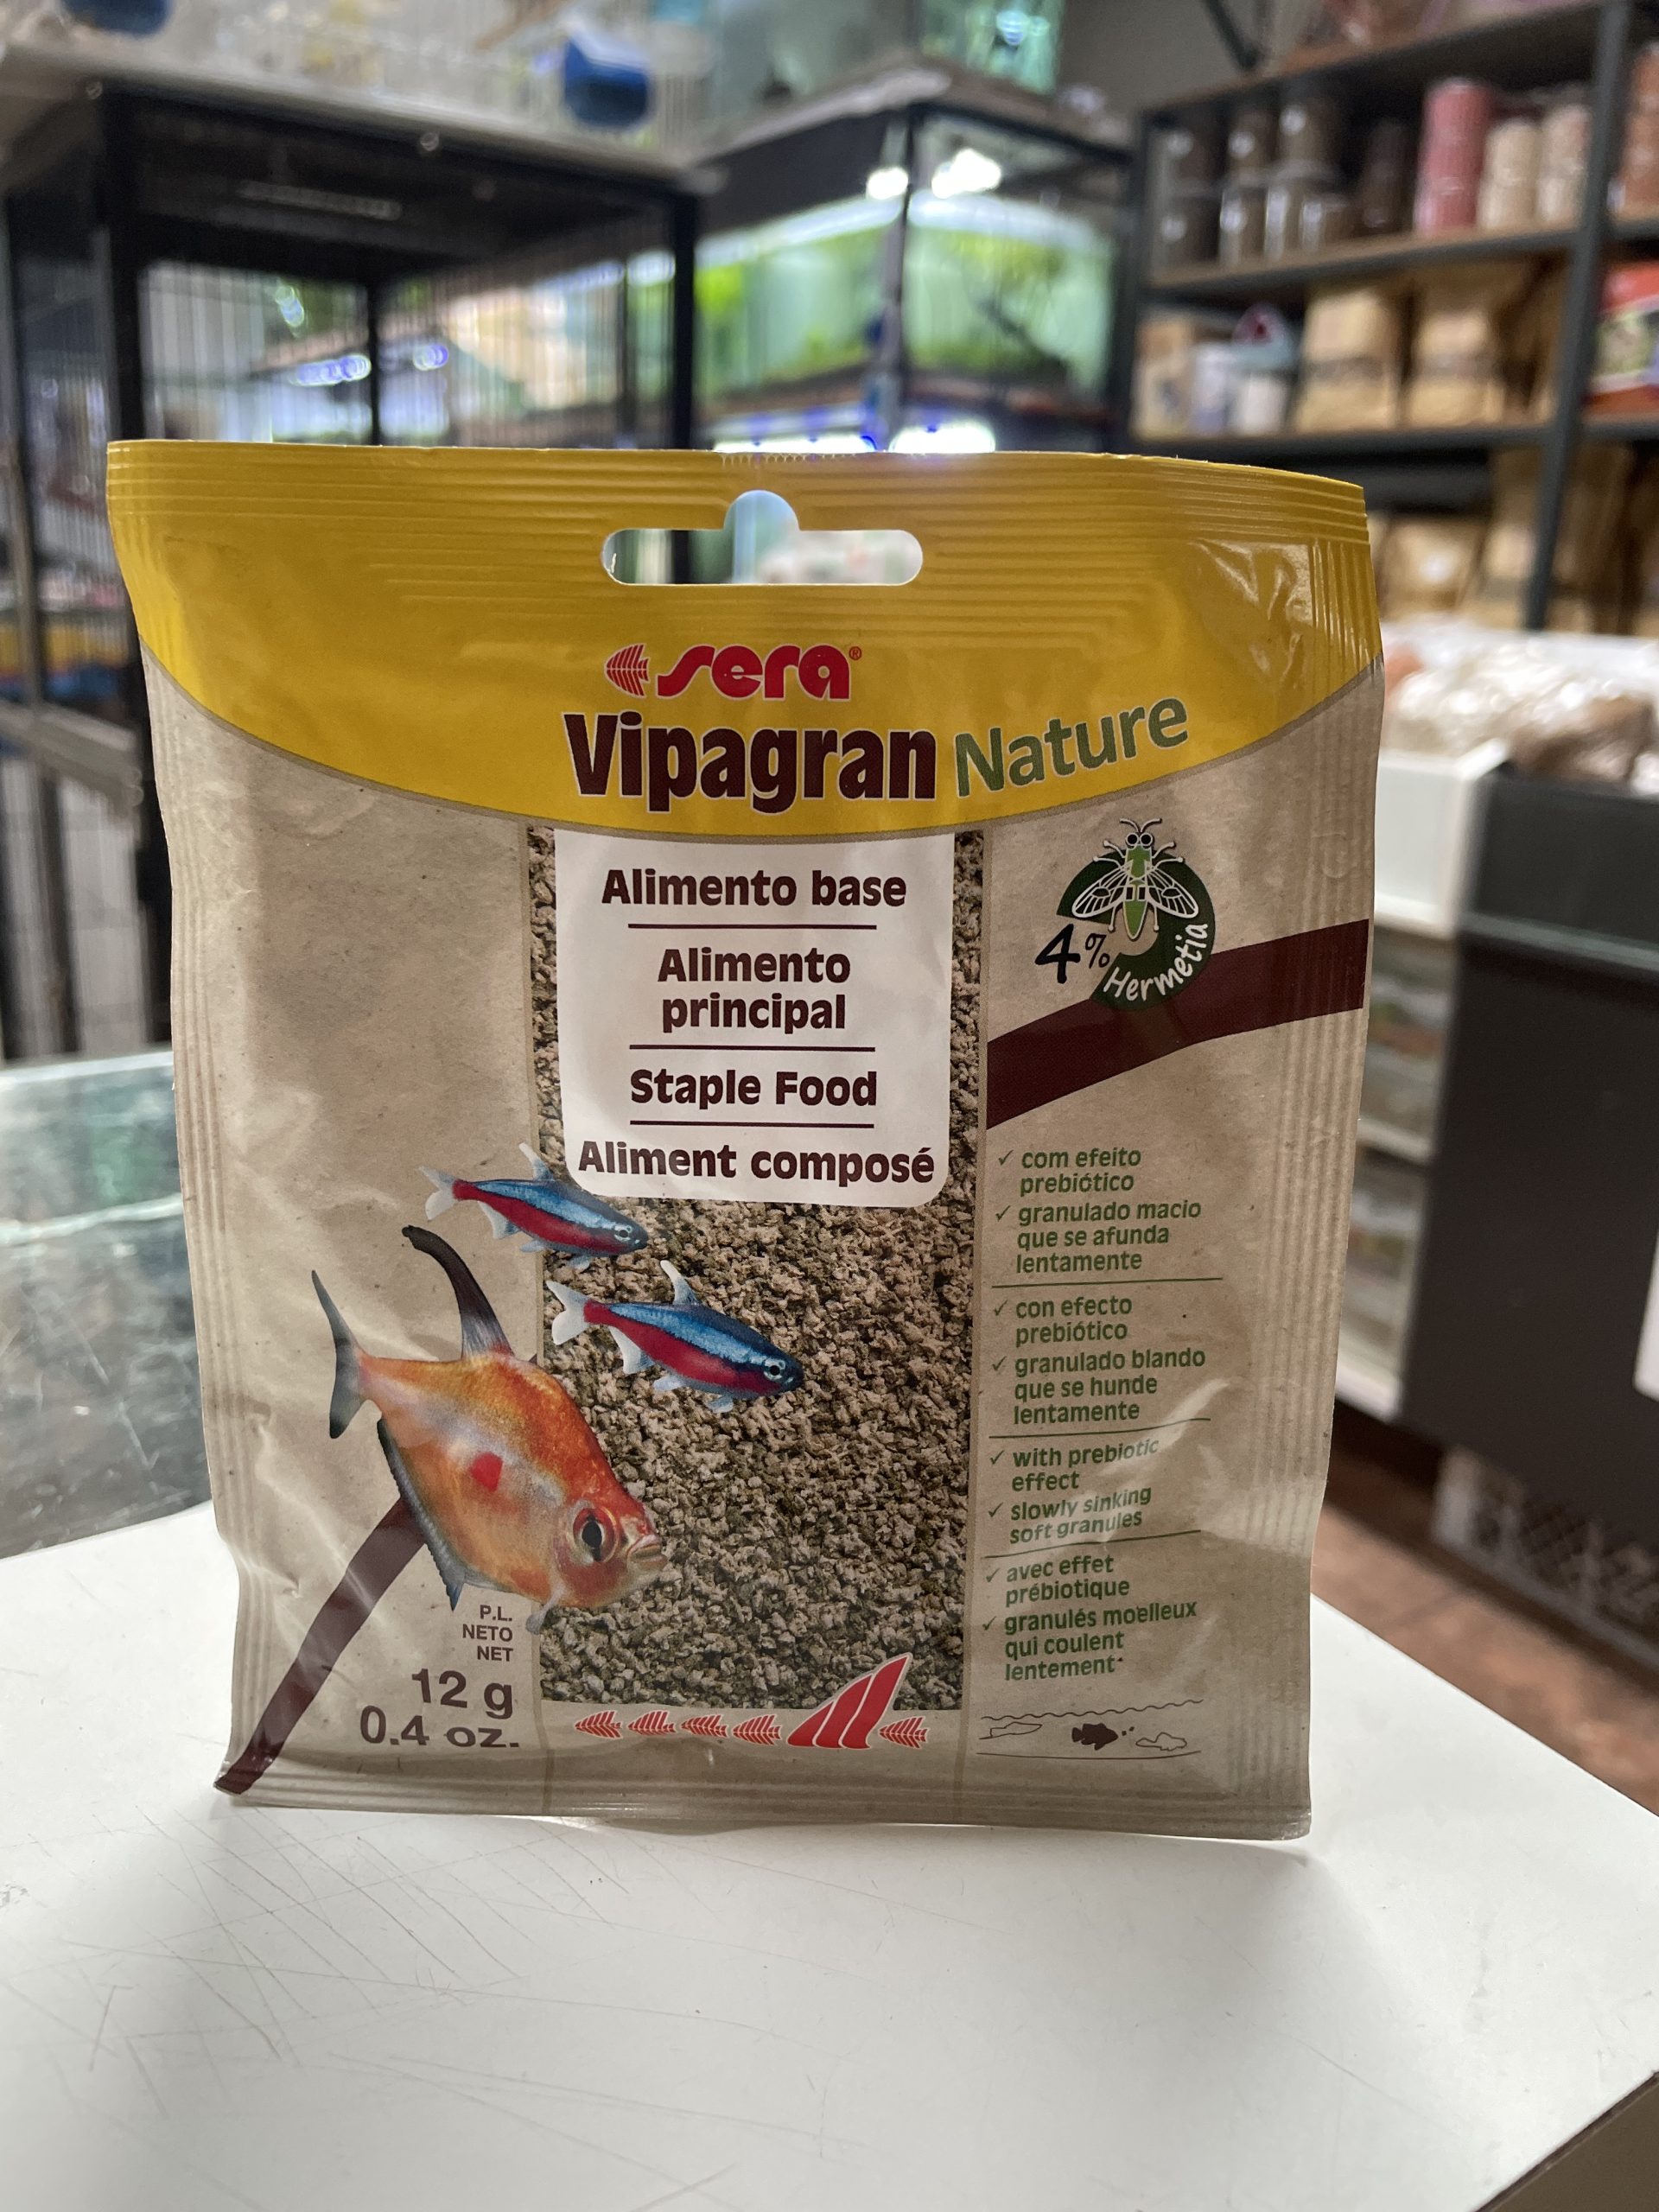 sera®
Vipagran Nature
Alimento base
Alimento
principal
Staple Food
Aliment composé
4%
Hermetia
✓ com efeito
prebiótico
✓ granulado macio
que se afunda
lentamente
✓ con efecto
prebiótico
✓ granulado blando
que se hunde
lentamente
✓ with prebiotic
effect
✓ slowly sinking
soft granules
✓ avec effet
prébiotique
✓ granulés moelleux
qui coulent
lentement
P.L.
NETO
NET
12 g
0.4 oz.